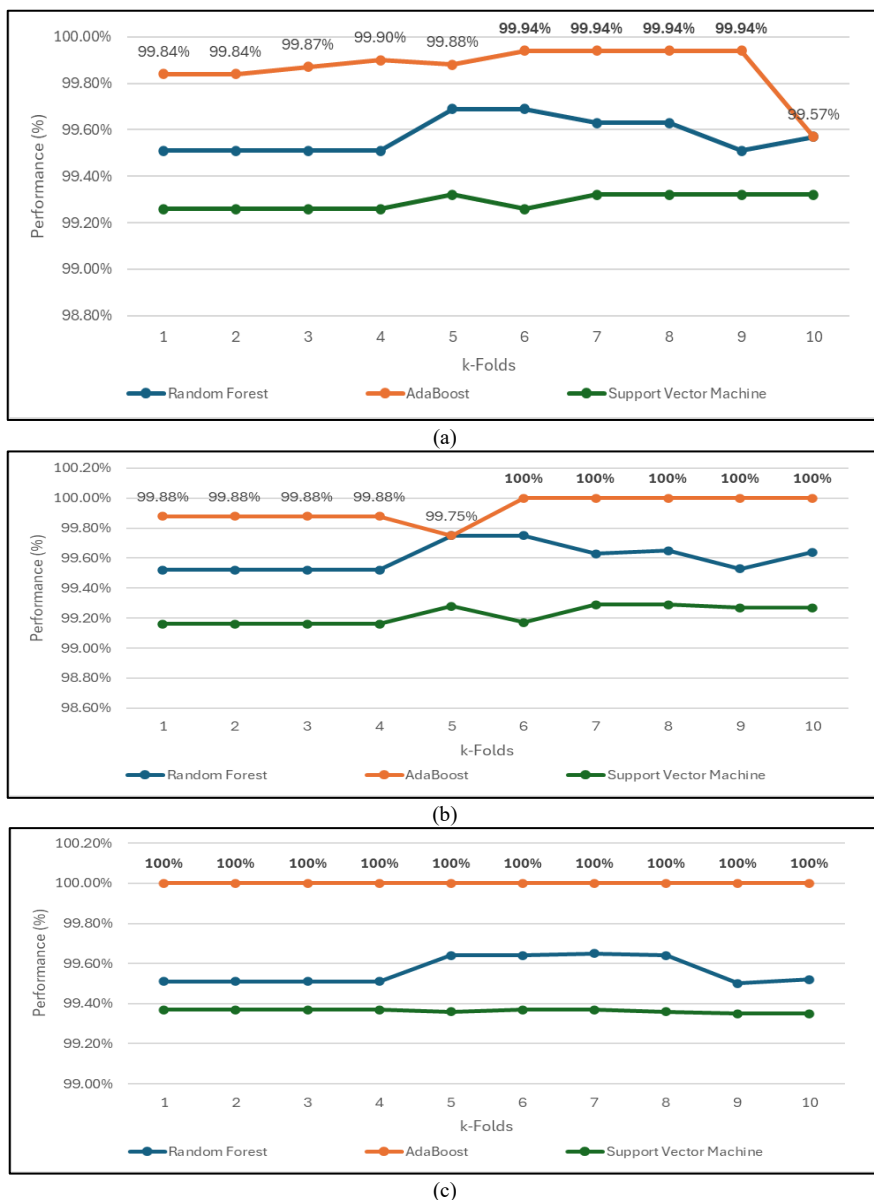 99.94% 99.94% 99.94% 99.94%
100.00%
99.84% 99.84% 99.87% 99.90% 99.88%
99.80%
99.57%
99.60%
99.40%
99.20%
99.00%
98.80%
Performance (%)
1 2 3 4 5 6 7 8 9 10
k-Folds
Random Forest AdaBoost Support Vector Machine
(a)
100.20%
100% 100% 100% 100% 100%
100.00%
99.88% 99.88% 99.88% 99.88%
99.80%
99.75%
99.60%
99.40%
99.20%
99.00%
98.80%
98.60%
Performance (%)
1 2 3 4 5 6 7 8 9 10
k-Folds
Random Forest AdaBoost Support Vector Machine
(b)
100.20%
100% 100% 100% 100% 100% 100% 100% 100% 100% 100%
100.00%
99.80%
99.60%
99.40%
99.20%
99.00%
Performance (%)
1 2 3 4 5 6 7 8 9 10
k-Folds
Random Forest AdaBoost Support Vector Machine
(c)